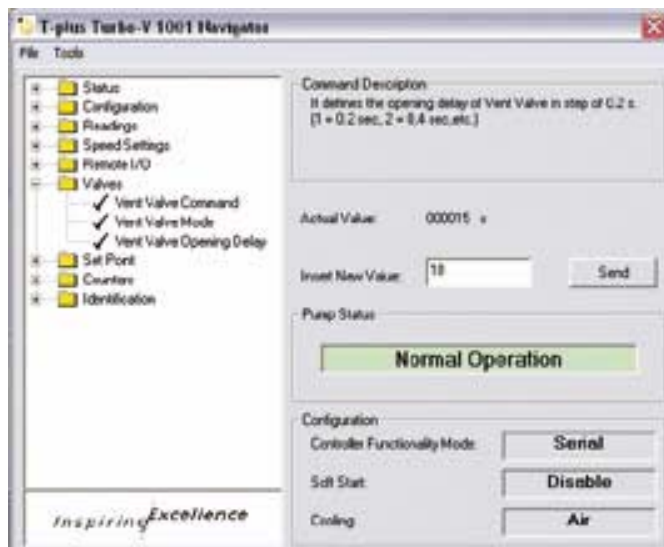 T-plus Turbo-V 1001 Navigator
File Tools
Status
Configuration
Readings
Speed Settings
Remote I/O
Valves
Vent Valve Command
Vent Valve Mode
Vent Valve Opening Delay
Set Point
Counters
Identification
Inspiring Excellence
Command Description
It defines the opening delay of Vent Valve in step of 0.2 s.
(1 = 0.2 sec, 2 = 0,4 sec,etc.)
Actual Value: 000015 s
Insert New Value: 10 Send
Pump Status
Normal Operation
Configuration
Controller Functionality Mode: Serial
Soft Start: Disable
Cooling: Air